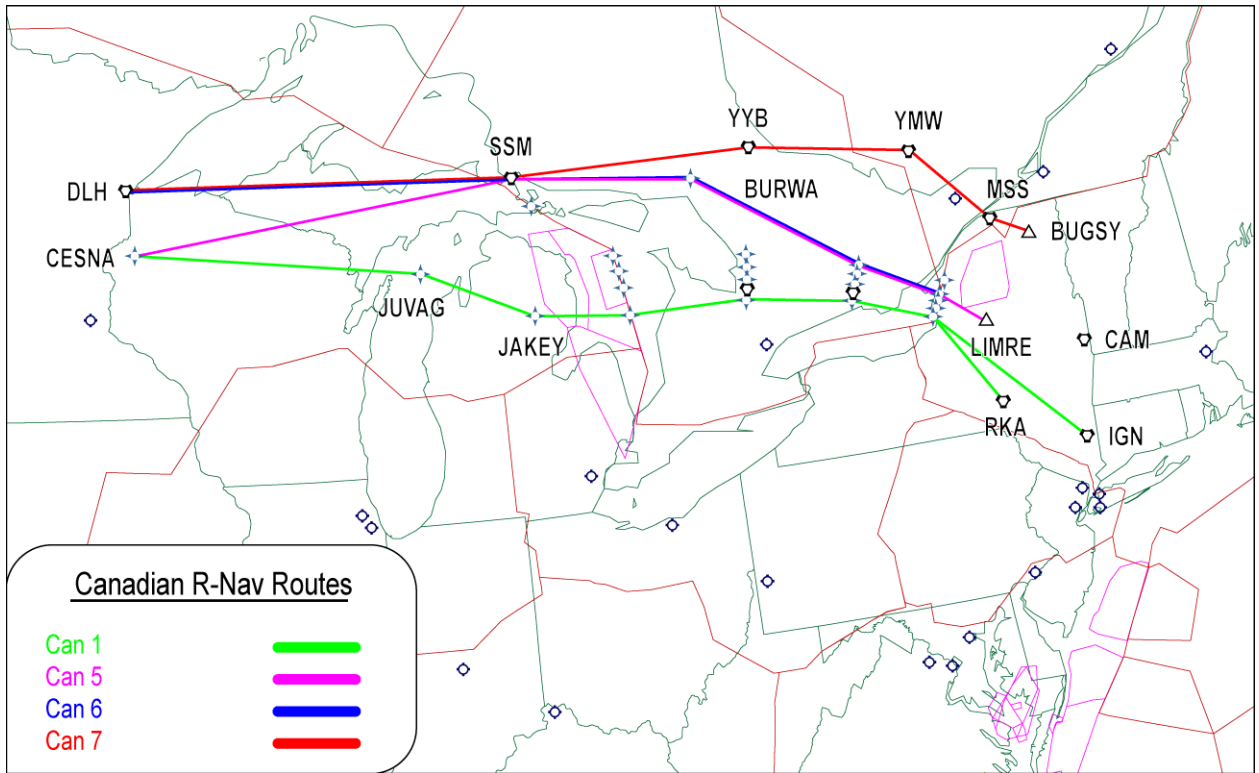 YYB
YMW
SSM
DLH
BURWA
MSS
BUGSY
CESNA
JUVAG
JAKEY
LIMRE
CAM
RKA
IGN
Canadian R-Nav Routes
Can 1
Can 5
Can 6
Can 7